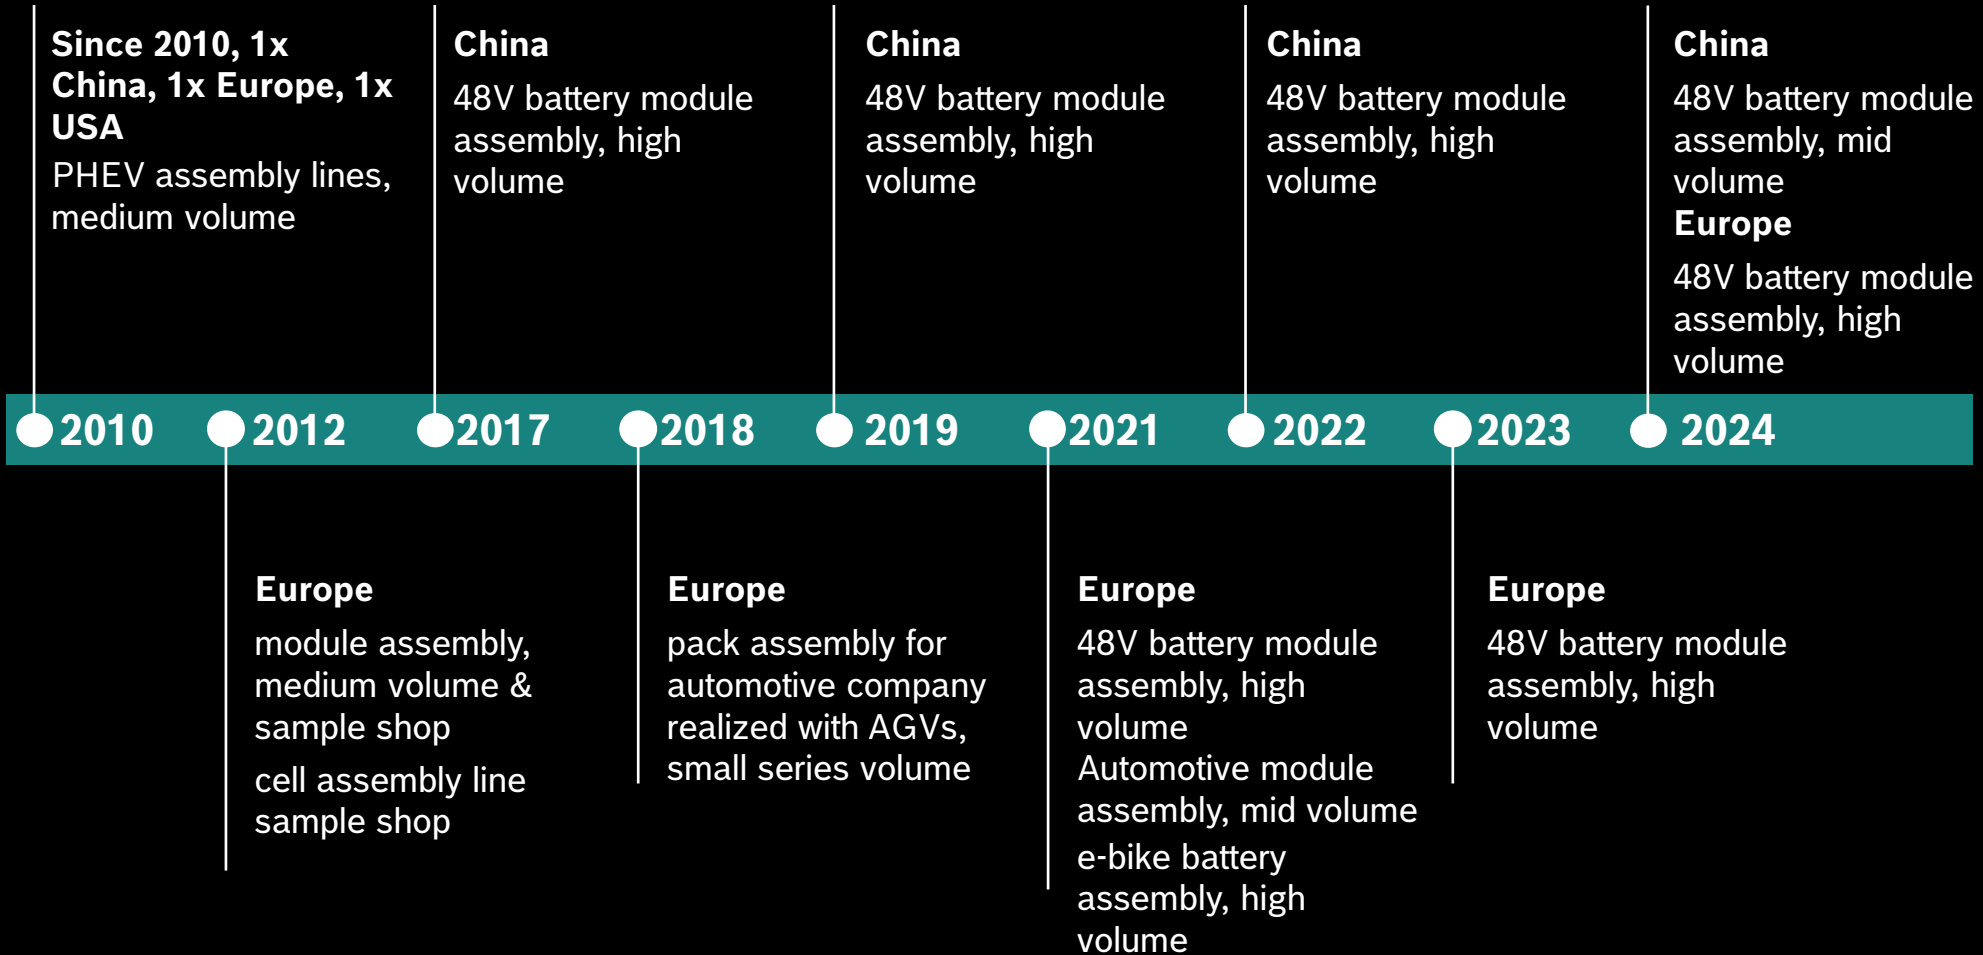 Since 2010, 1x
China, 1x Europe, 1x
USA
PHEV assembly lines,
medium volume
China
48V battery module
assembly, high
volume
China
48V battery module
assembly, high
volume
China
48V battery module
assembly, high
volume
China
48V battery module
assembly, mid
volume
Europe
48V battery module
assembly, high
volume
2010
2012
2017
2018
2019
2021
2022
2023
2024
Europe
module assembly,
medium volume &
sample shop
cell assembly line
sample shop
Europe
pack assembly for
automotive company
realized with AGVs,
small series volume
Europe
48V battery module
assembly, high
volume
Automotive module
assembly, mid volume
e-bike battery
assembly, high
volume
Europe
48V battery module
assembly, high
volume